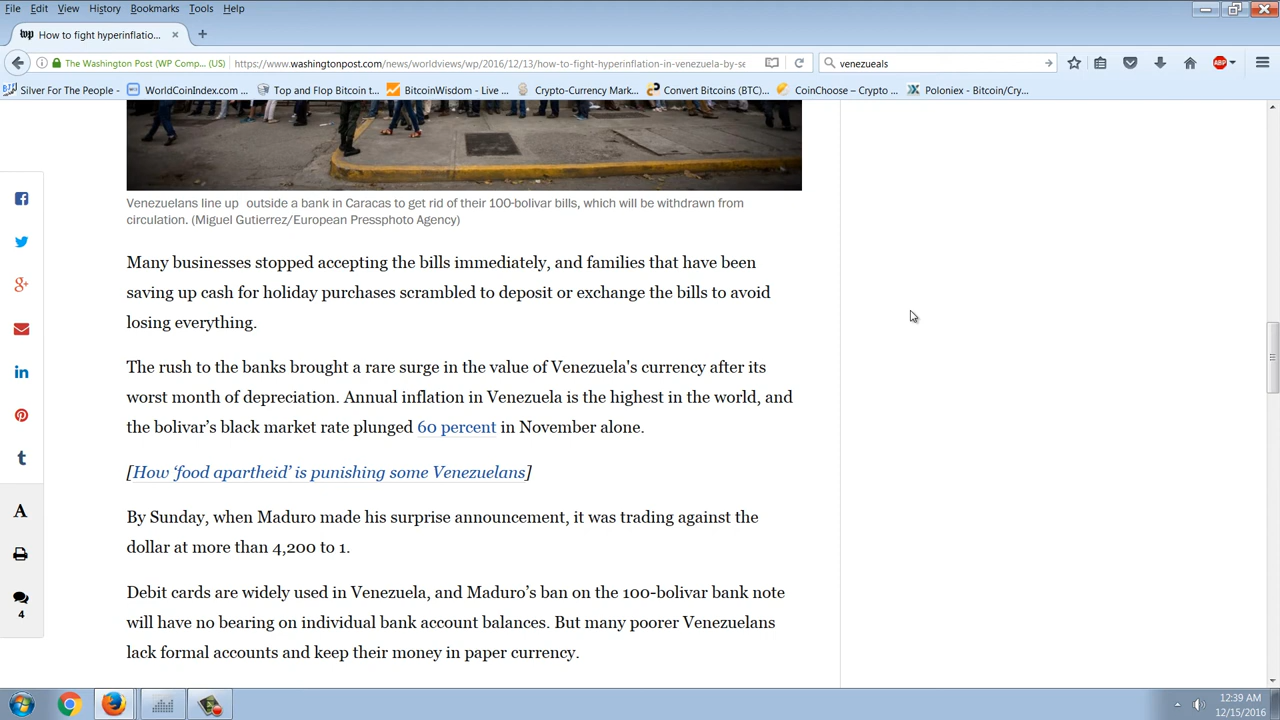 File Edit View History Bookmarks Tools Help
wp How to fight hyperinflatio... × +
The Washington Post (WP Comp... (US) https://www.washingtonpost.com/news/worldviews/wp/2016/12/13/how-to-fight-hyperinflation-in-venezuela-by-se venezueals ABP
Silver For The People - WorldCoinIndex.com ... Top and Flop Bitcoin t... BitcoinWisdom - Live ... Crypto-Currency Mark... Convert Bitcoins (BTC)... CoinChoose – Crypto ... Poloniex - Bitcoin/Cry...
Venezuelans line up outside a bank in Caracas to get rid of their 100-bolivar bills, which will be withdrawn from
circulation. (Miguel Gutierrez/European Pressphoto Agency)
Many businesses stopped accepting the bills immediately, and families that have been
saving up cash for holiday purchases scrambled to deposit or exchange the bills to avoid
losing everything.
The rush to the banks brought a rare surge in the value of Venezuela's currency after its
worst month of depreciation. Annual inflation in Venezuela is the highest in the world, and
the bolivar’s black market rate plunged 60 percent in November alone.
[How ‘food apartheid’ is punishing some Venezuelans]
By Sunday, when Maduro made his surprise announcement, it was trading against the
dollar at more than 4,200 to 1.
Debit cards are widely used in Venezuela, and Maduro’s ban on the 100-bolivar bank note
will have no bearing on individual bank account balances. But many poorer Venezuelans
lack formal accounts and keep their money in paper currency.
A
4
12:39 AM
12/15/2016